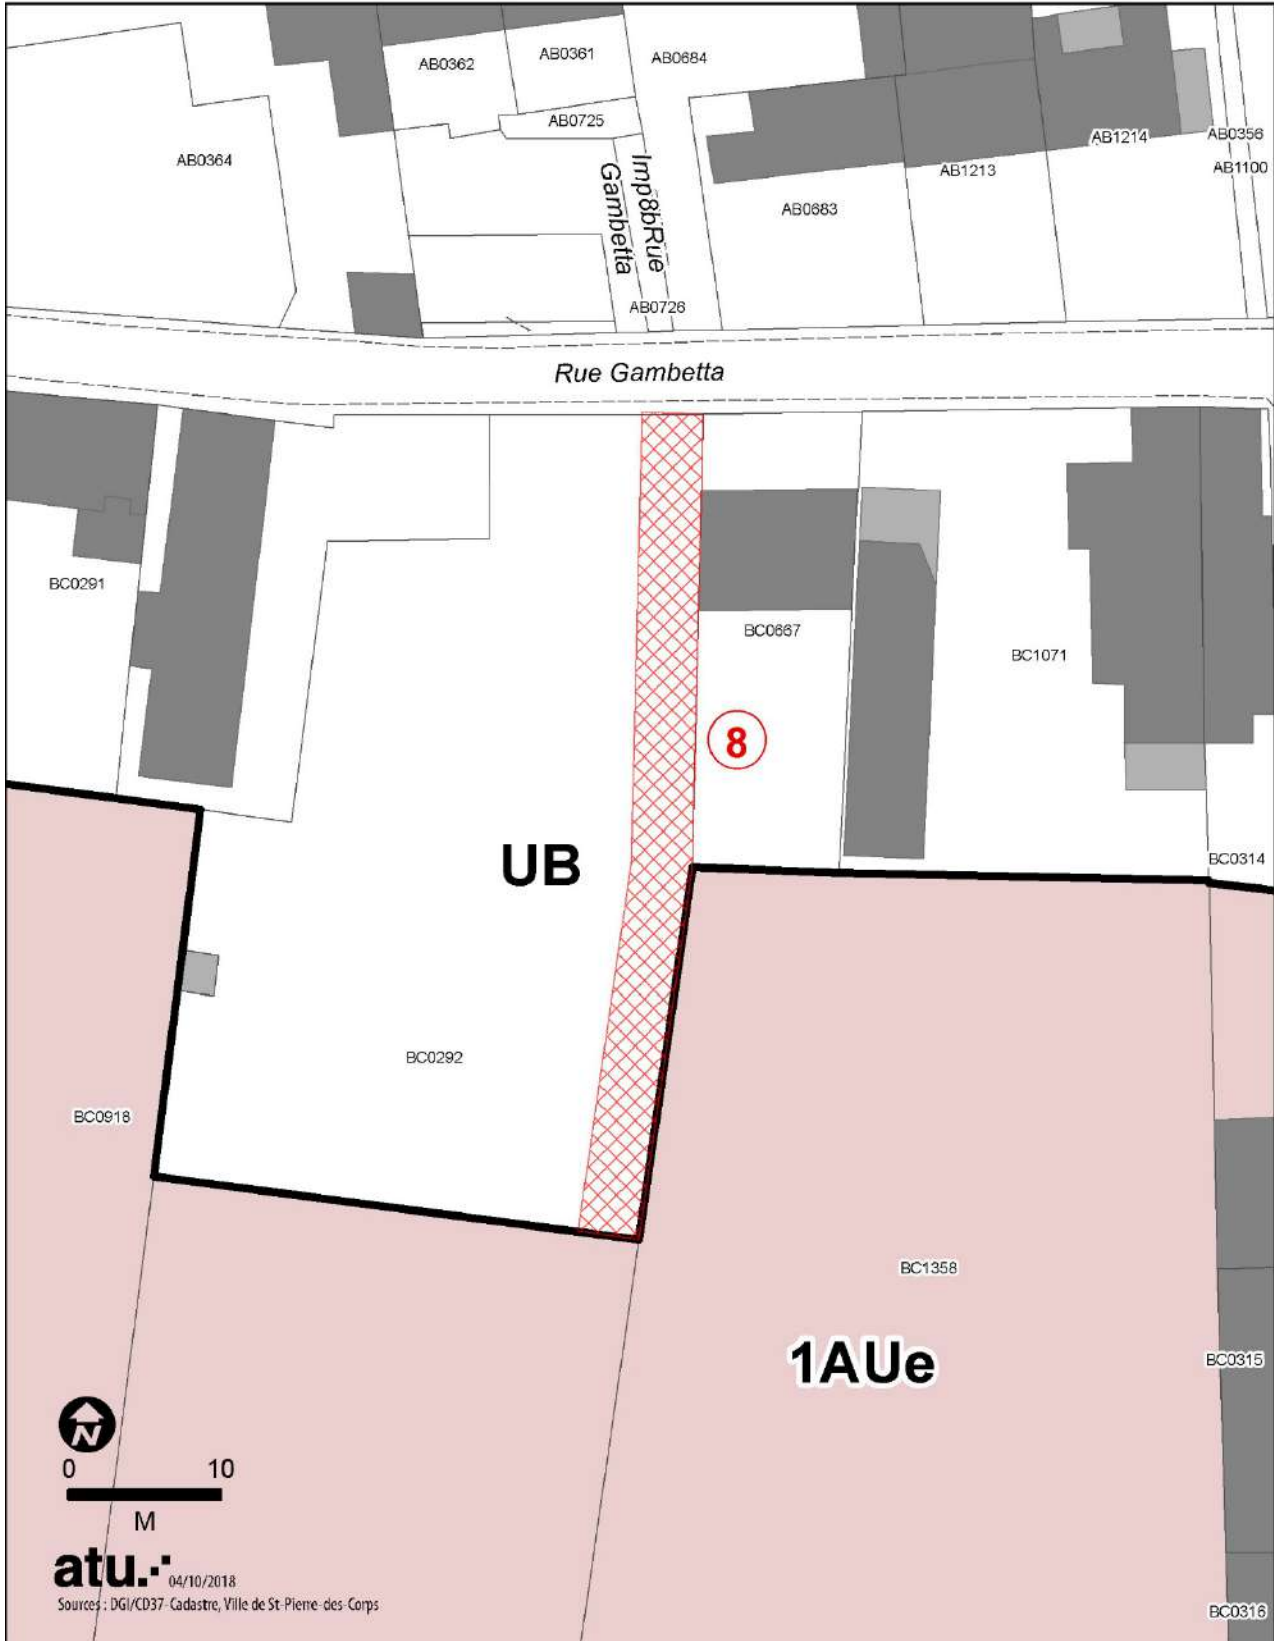 AB0362
AB0361
AB0684
AB0725
AB0364
AB1214
AB0356
AB1213
AB1100
AB0683
Imp8bRue
Gambetta
AB0726
Rue Gambetta
BC0291
BC0667
BC1071
8
UB
BC0314
BC0292
BC0918
BC1358
1AUe
BC0315
N
0 10
M
atu.
04/10/2018
Sources : DGI/CD37-Cadastre, Ville de St-Pierre-des-Corps
BC0316